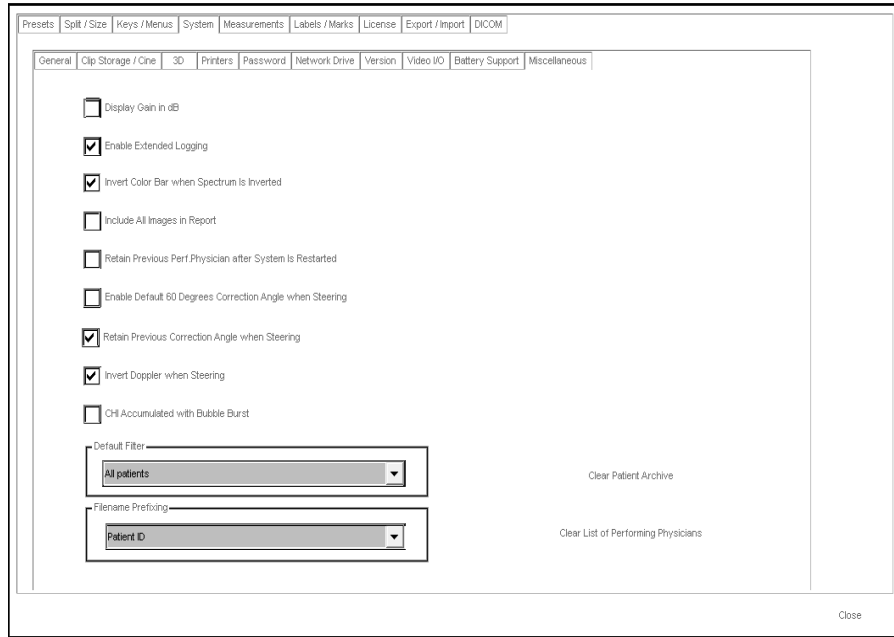 Presets Split / Size Keys / Menus System Measurements Labels / Marks License Export / Import DICOM
General Clip Storage / Cine 3D Printers Password Network Drive Version Video I/O Battery Support Miscellaneous
Display Gain in dB
Enable Extended Logging
Invert Color Bar when Spectrum Is Inverted
Include All Images in Report
Retain Previous Perf.Physician after System Is Restarted
Enable Default 60 Degrees Correction Angle when Steering
Retain Previous Correction Angle when Steering
Invert Doppler when Steering
CHI Accumulated with Bubble Burst
Default Filter
All patients
Clear Patient Archive
Filename Prefixing
Patient ID
Clear List of Performing Physicians
Close